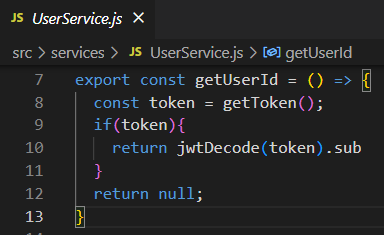 JS UserService.js ×
src > services > JS UserService.js > getUserId
7 export const getUserId = () => {
8 const token = getToken();
9 if(token){
10 return jwtDecode(token).sub
11 }
12 return null;
13 }